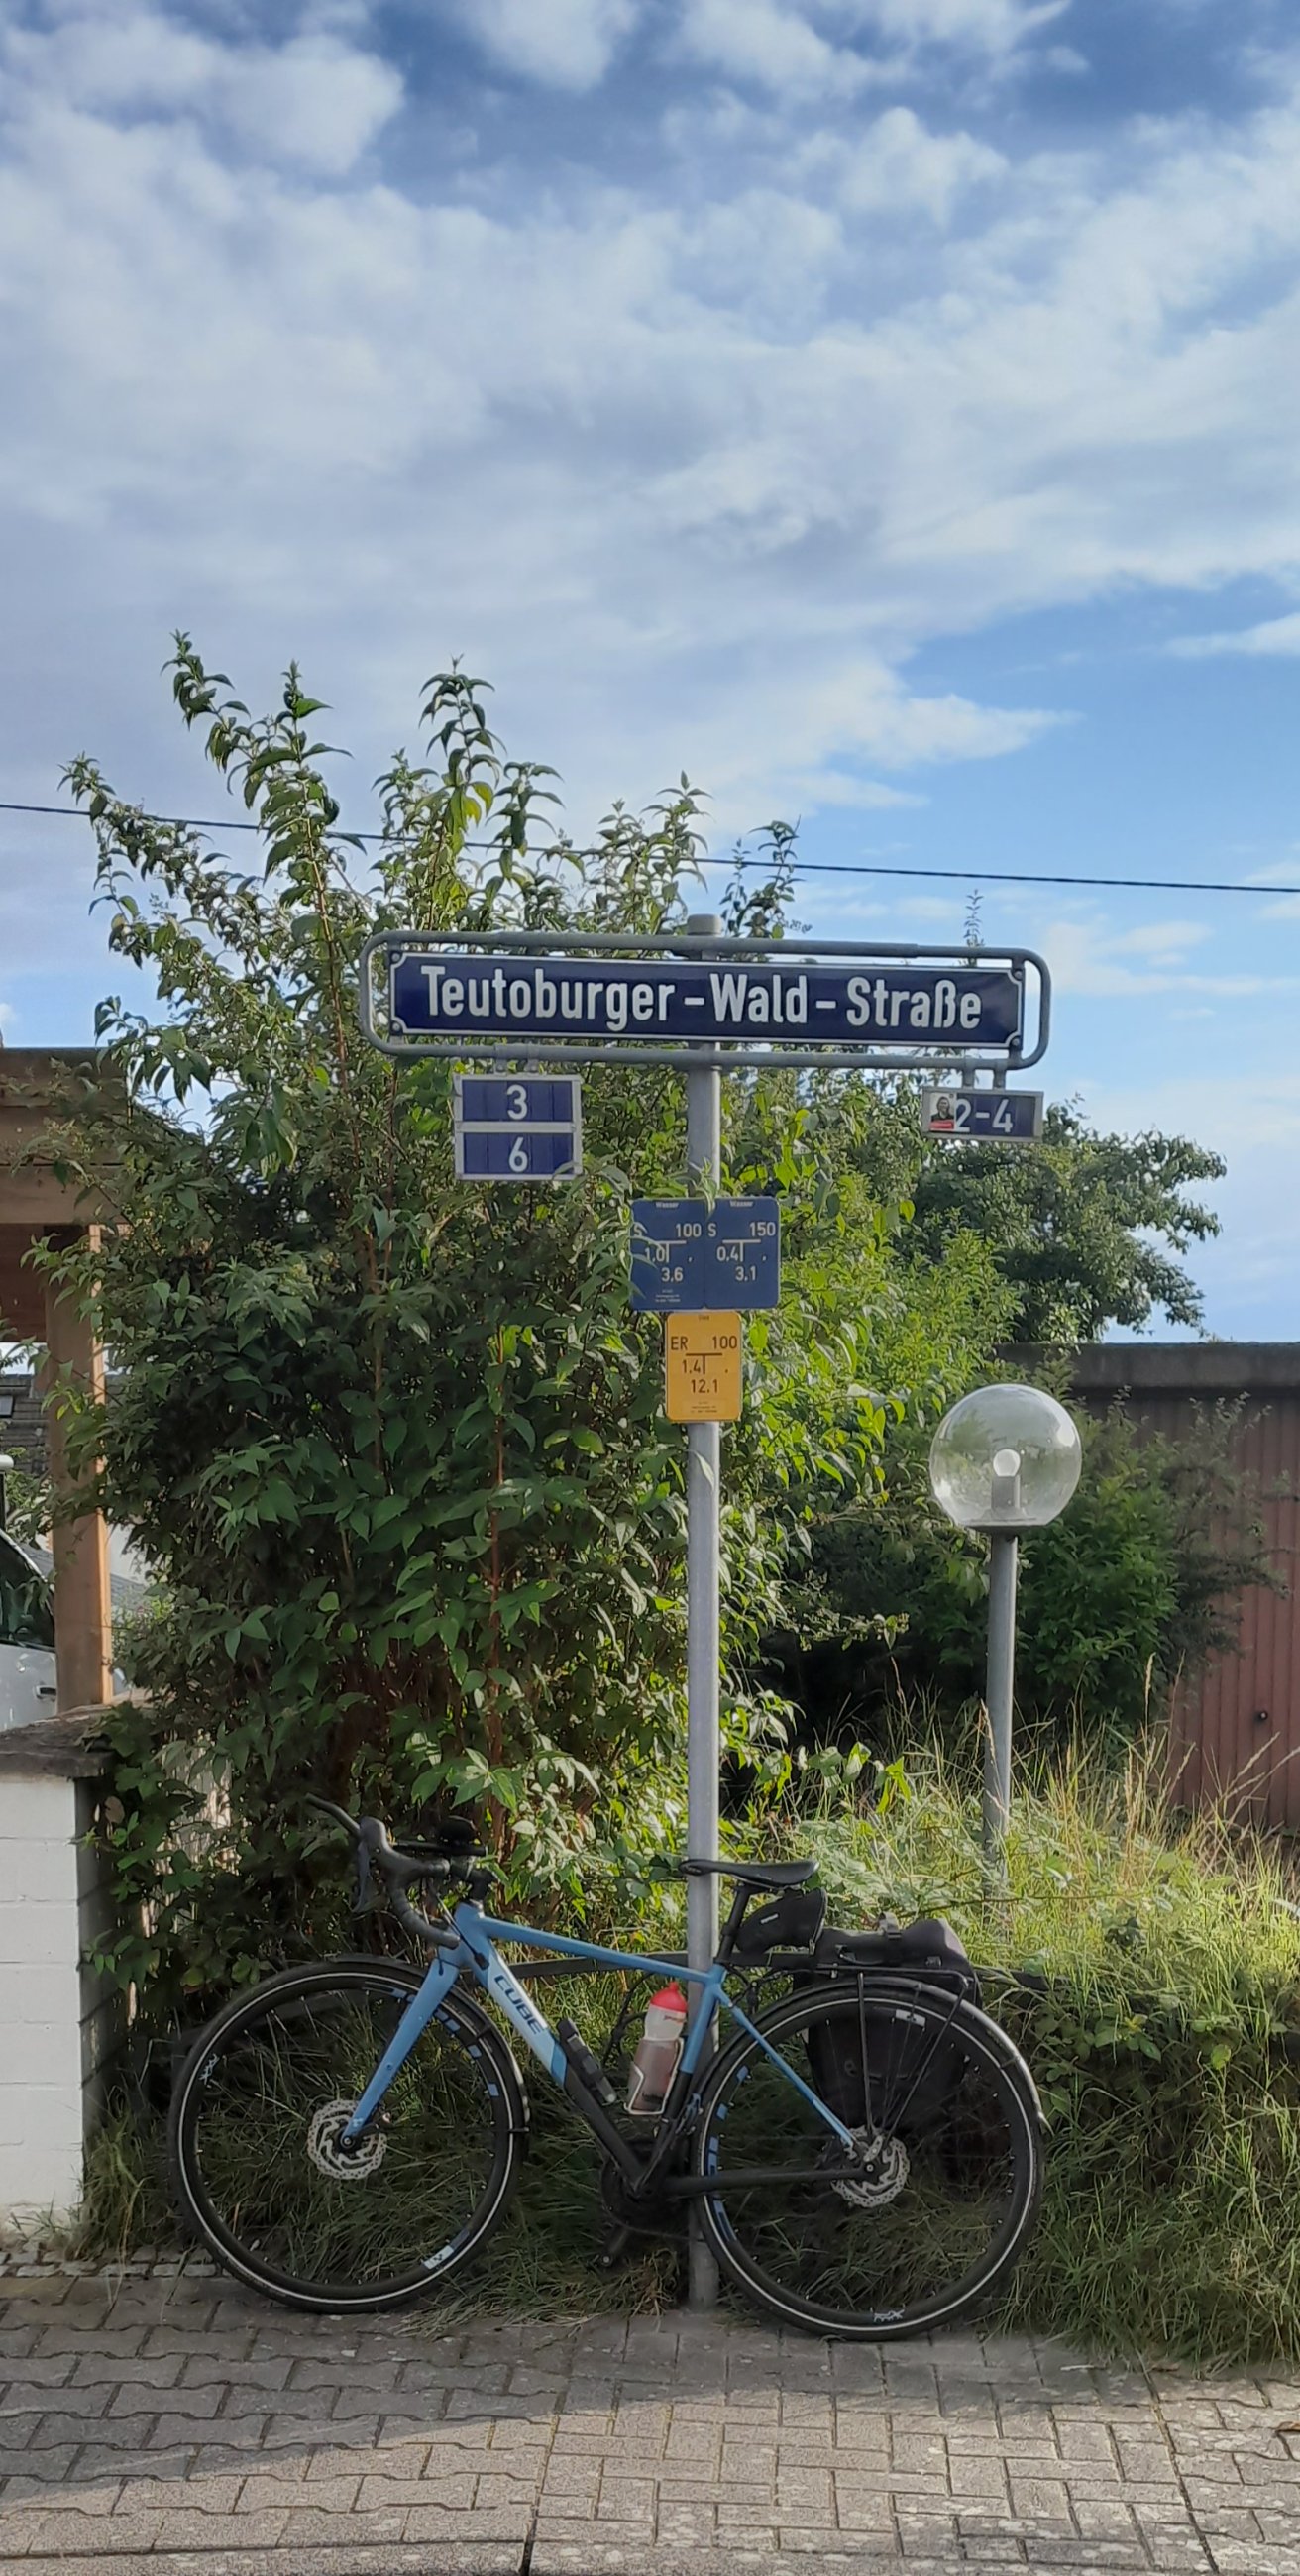 Teutoburger-Wald-Straße
3
6
2-4
Wasser Wasser
S 100 S 150
1,0 0,4
3,6 3,1
ER 100
1.4
12.1
CUBE